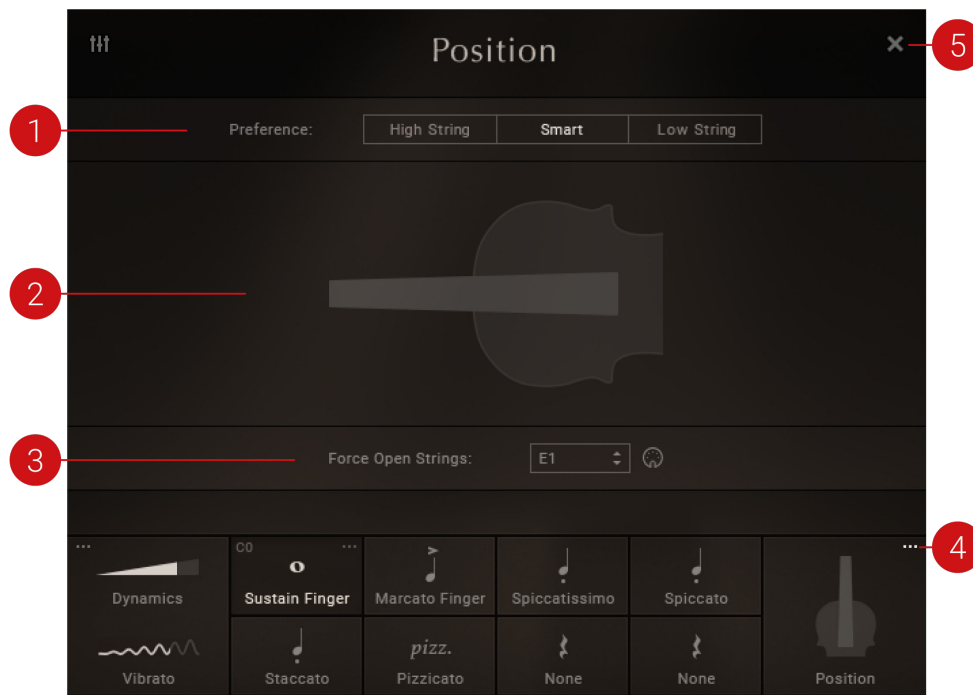 Position
5
1
Preference:
High String
Smart
Low String
2
3
Force Open Strings:
E1
4
C0
Dynamics
Sustain Finger
Marcato Finger
Spiccatissimo
Spiccato
pizz.
Vibrato
Staccato
Pizzicato
None
None
Position